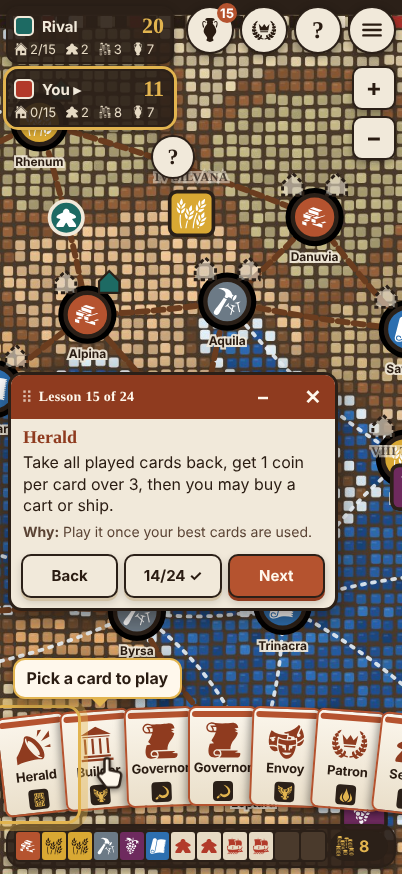 Rival 20
2/15 2 3 7
You ▸ 11
0/15 2 8 7
15
?
+
−
?
Rhenum
Danuvia
Alpina
Aquila
Lesson 15 of 24
Herald
Take all played cards back, get 1 coin
per card over 3, then you may buy a
cart or ship.
Why: Play it once your best cards are used.
Back
14/24 ✓
Next
Byrsa
Trinacra
Pick a card to play
Herald
Governor
Governor
Envoy
Patron
8